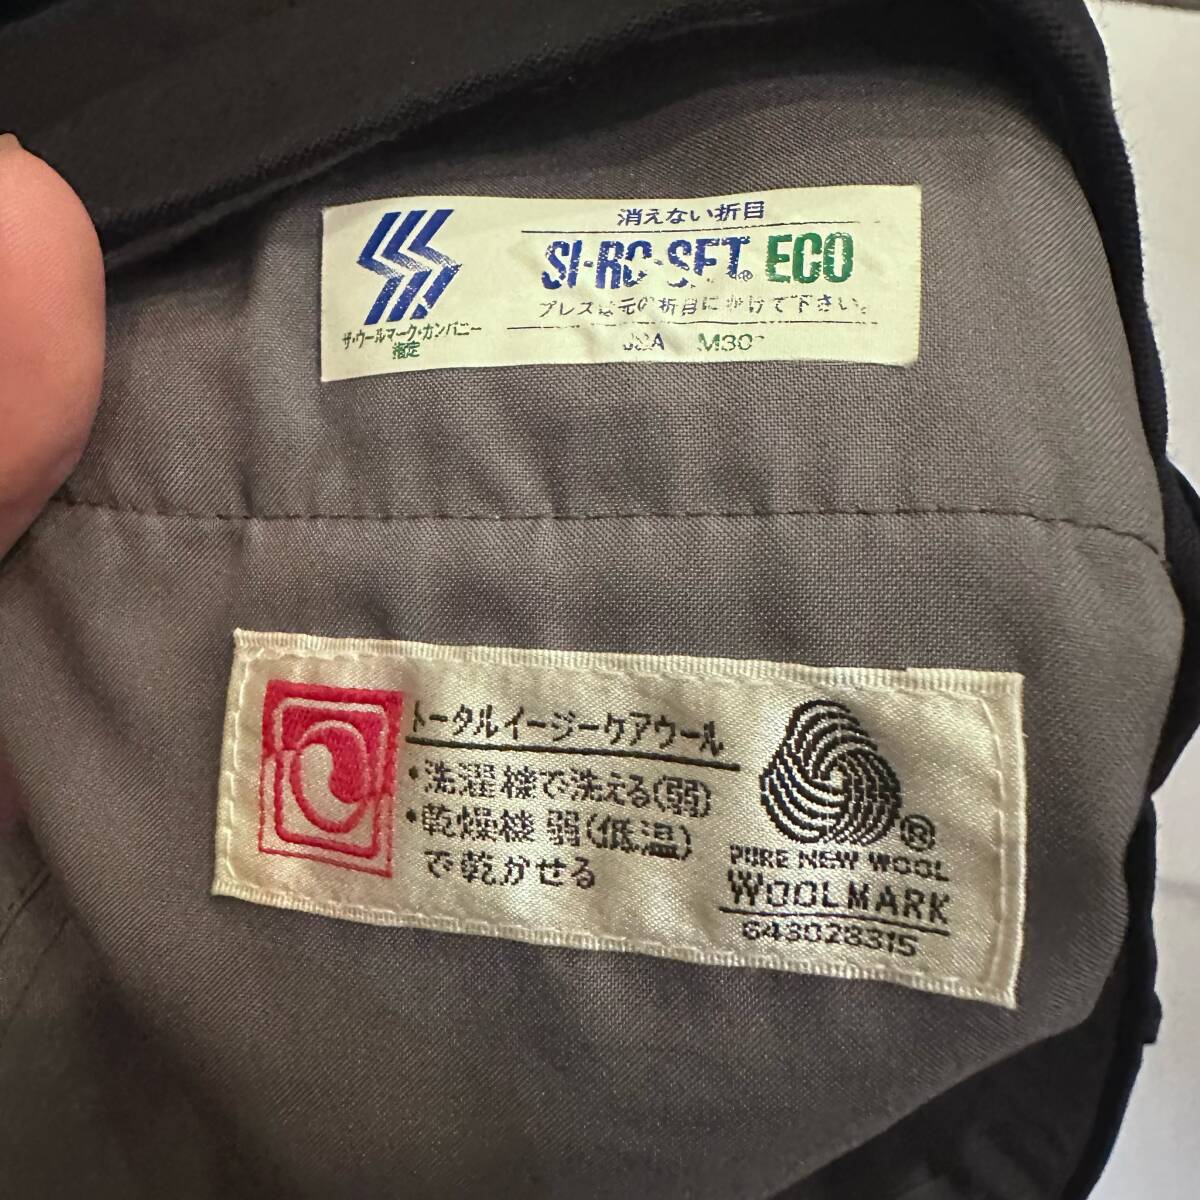 消えない折目
SI-RO-SET® ECO
プレスは元の折目にかけて下さい。
ザ・ウールマーク・カンパニー
指定
トータルイージーケアウール
・洗濯機で洗える(弱)
・乾燥機 弱(低温)
で乾かせる
®
PURE NEW WOOL
WOOLMARK
643028315